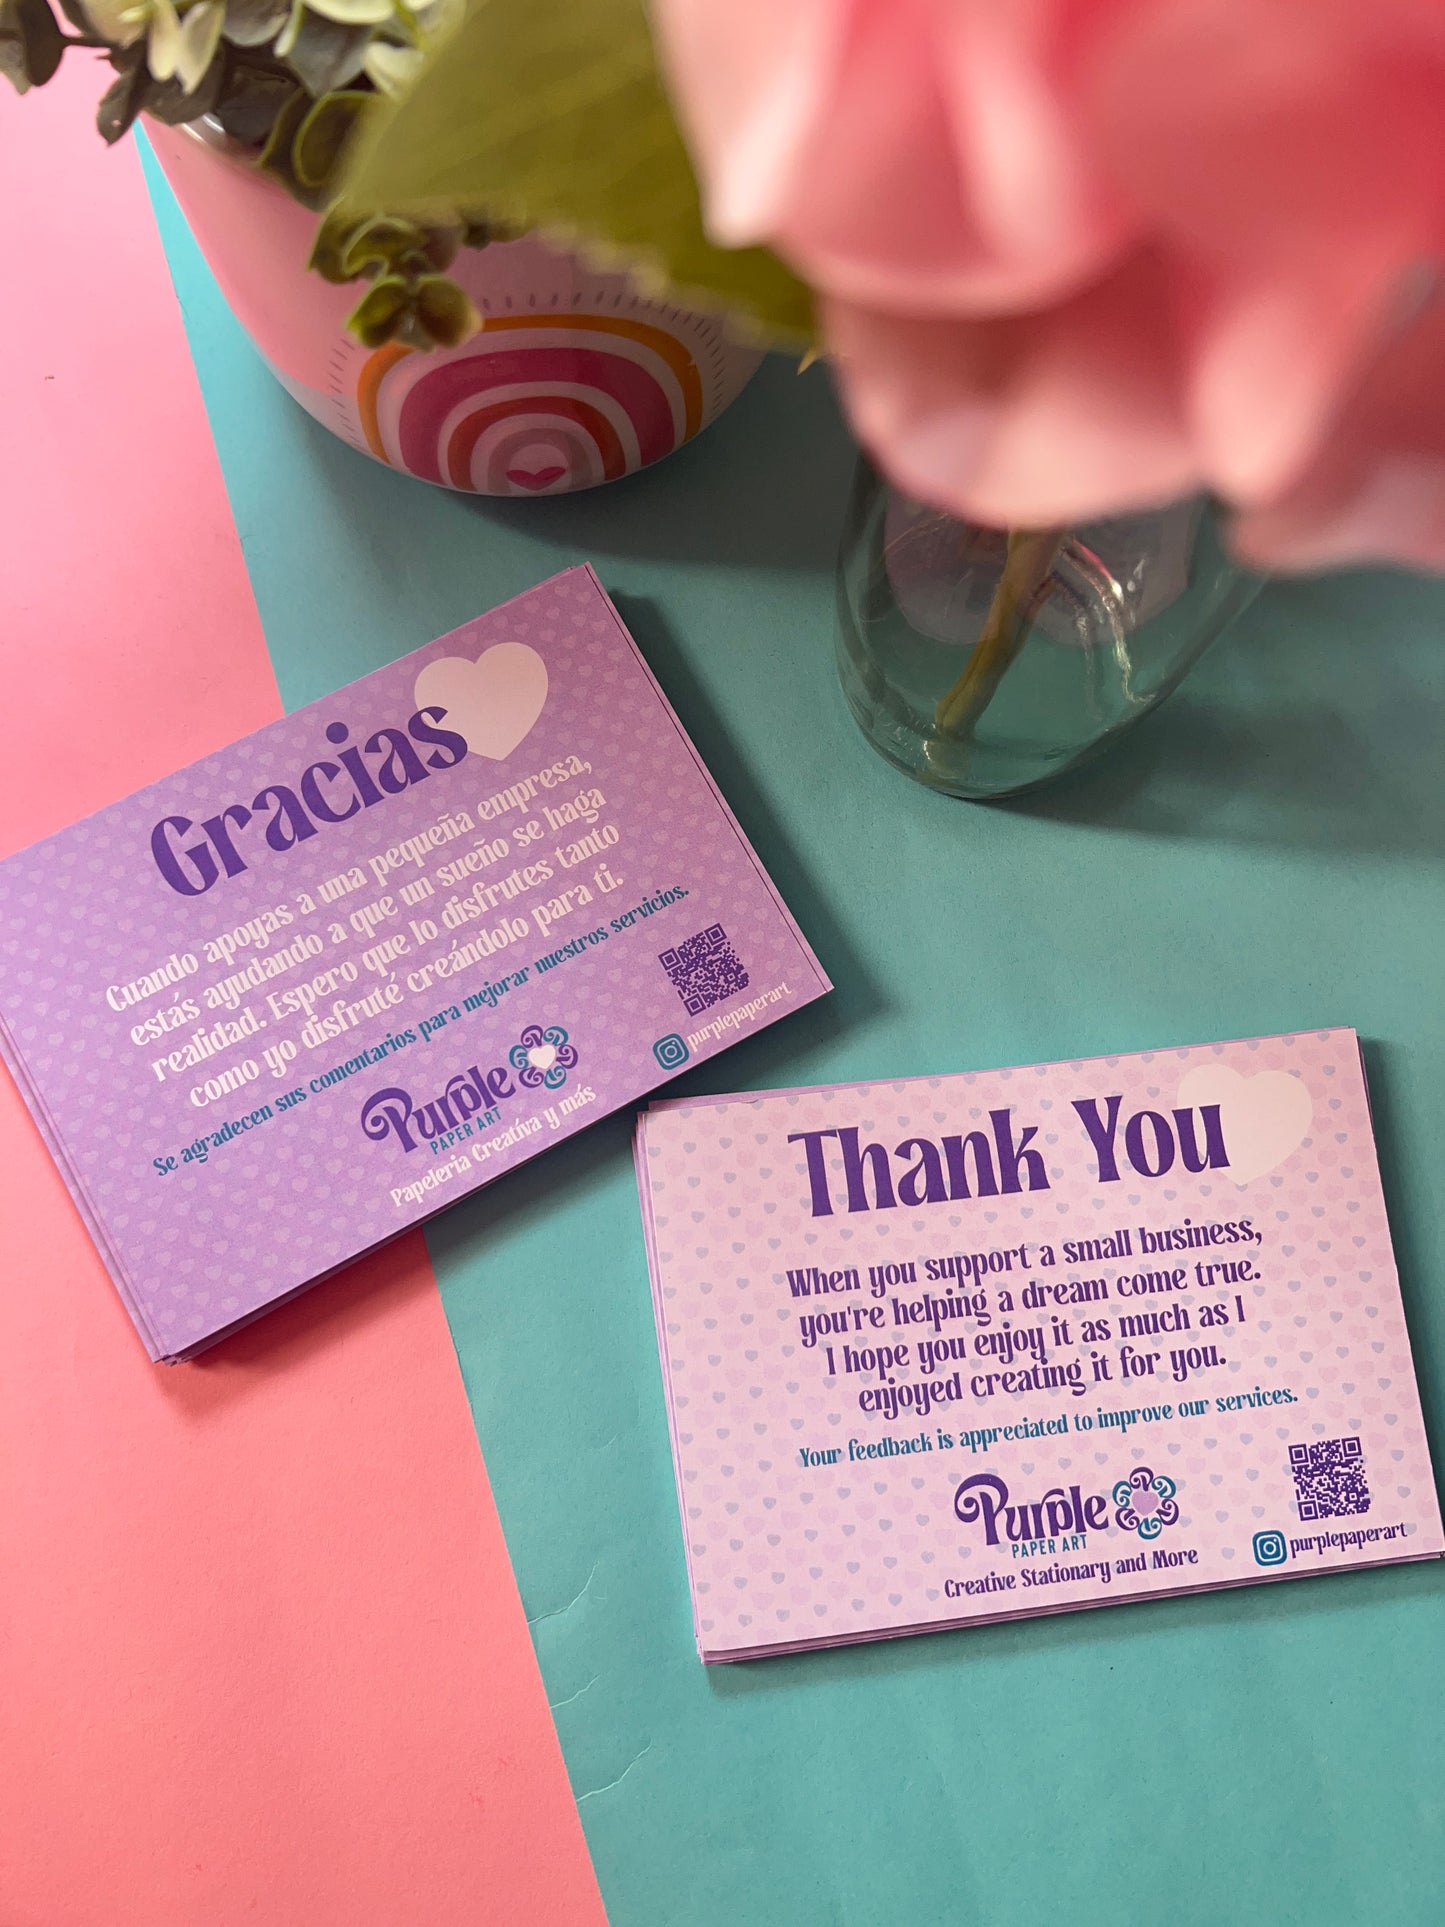 Gracias
Cuando apoyas a una pequeña empresa,
estás ayudando a que un sueño se haga
realidad. Espero que lo disfrutes tanto
como yo disfruté creándolo para ti.
Se agradecen sus comentarios para mejorar nuestros servicios.
Purple
PAPER ART
Papeleria Creativa y más
purplepaperart
Thank You
When you support a small business,
you're helping a dream come true.
I hope you enjoy it as much as I
enjoyed creating it for you.
Your feedback is appreciated to improve our services.
Purple
PAPER ART
Creative Stationary and More
purplepaperart